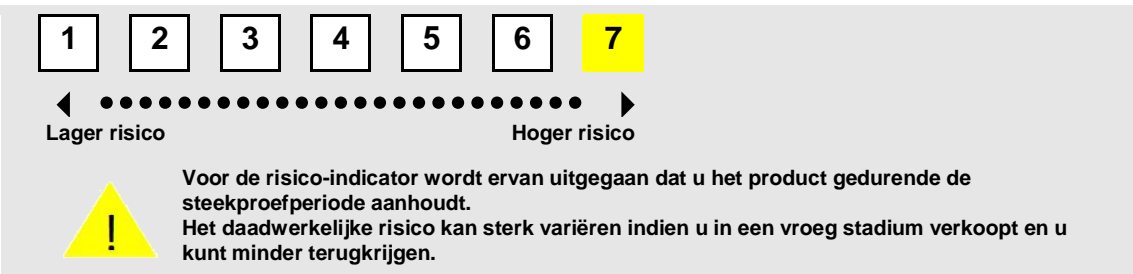 1 2 3 4 5 6 7
Lager risico Hoger risico
!
Voor de risico-indicator wordt ervan uitgegaan dat u het product gedurende de
steekproefperiode aanhoudt.
Het daadwerkelijke risico kan sterk variëren indien u in een vroeg stadium verkoopt en u
kunt minder terugkrijgen.